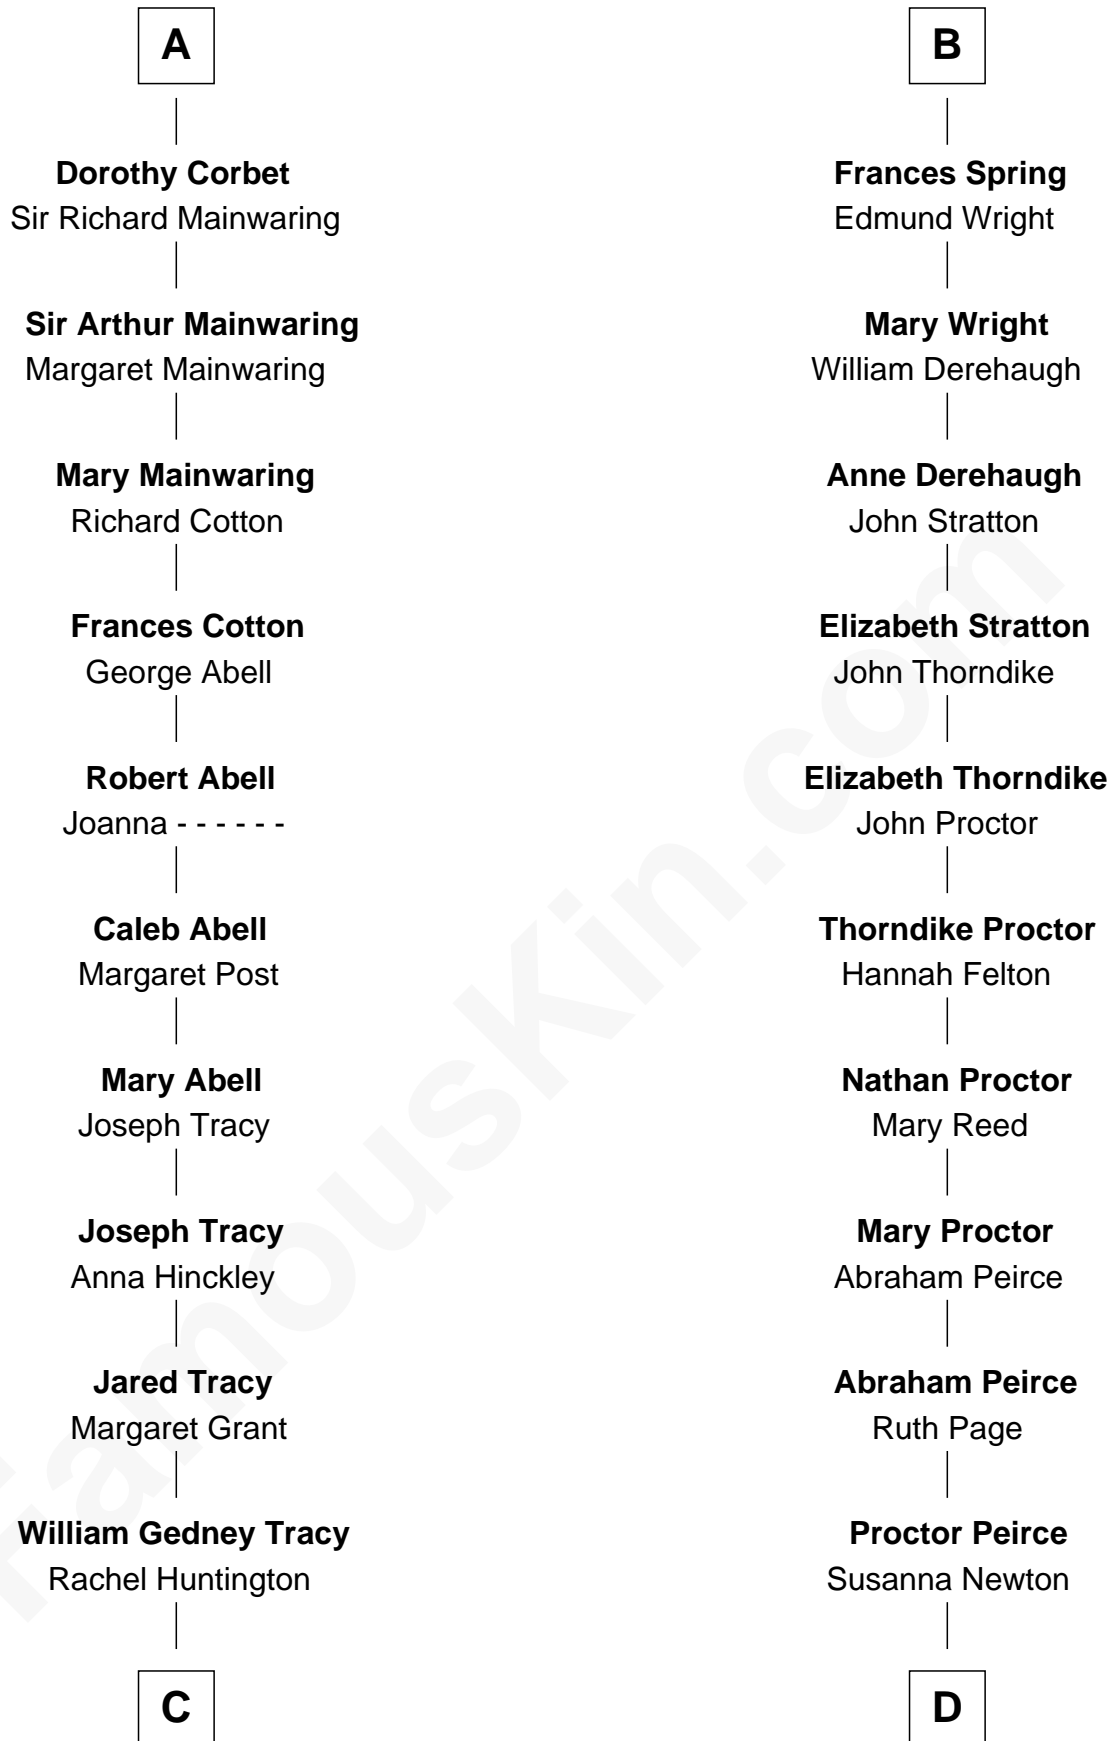 A
Dorothy Corbet
Sir Richard Mainwaring
Sir Arthur Mainwaring
Margaret Mainwaring
Mary Mainwaring
Richard Cotton
Frances Cotton
George Abell
Robert Abell
Joanna - - - - - -
Caleb Abell
Margaret Post
Mary Abell
Joseph Tracy
Joseph Tracy
Anna Hinckley
Jared Tracy
Margaret Grant
William Gedney Tracy
Rachel Huntington
C
B
Frances Spring
Edmund Wright
Mary Wright
William Derehaugh
Anne Derehaugh
John Stratton
Elizabeth Stratton
John Thorndike
Elizabeth Thorndike
John Proctor
Thorndike Proctor
Hannah Felton
Nathan Proctor
Mary Reed
Mary Proctor
Abraham Peirce
Abraham Peirce
Ruth Page
Proctor Peirce
Susanna Newton
D
FamousKin.com